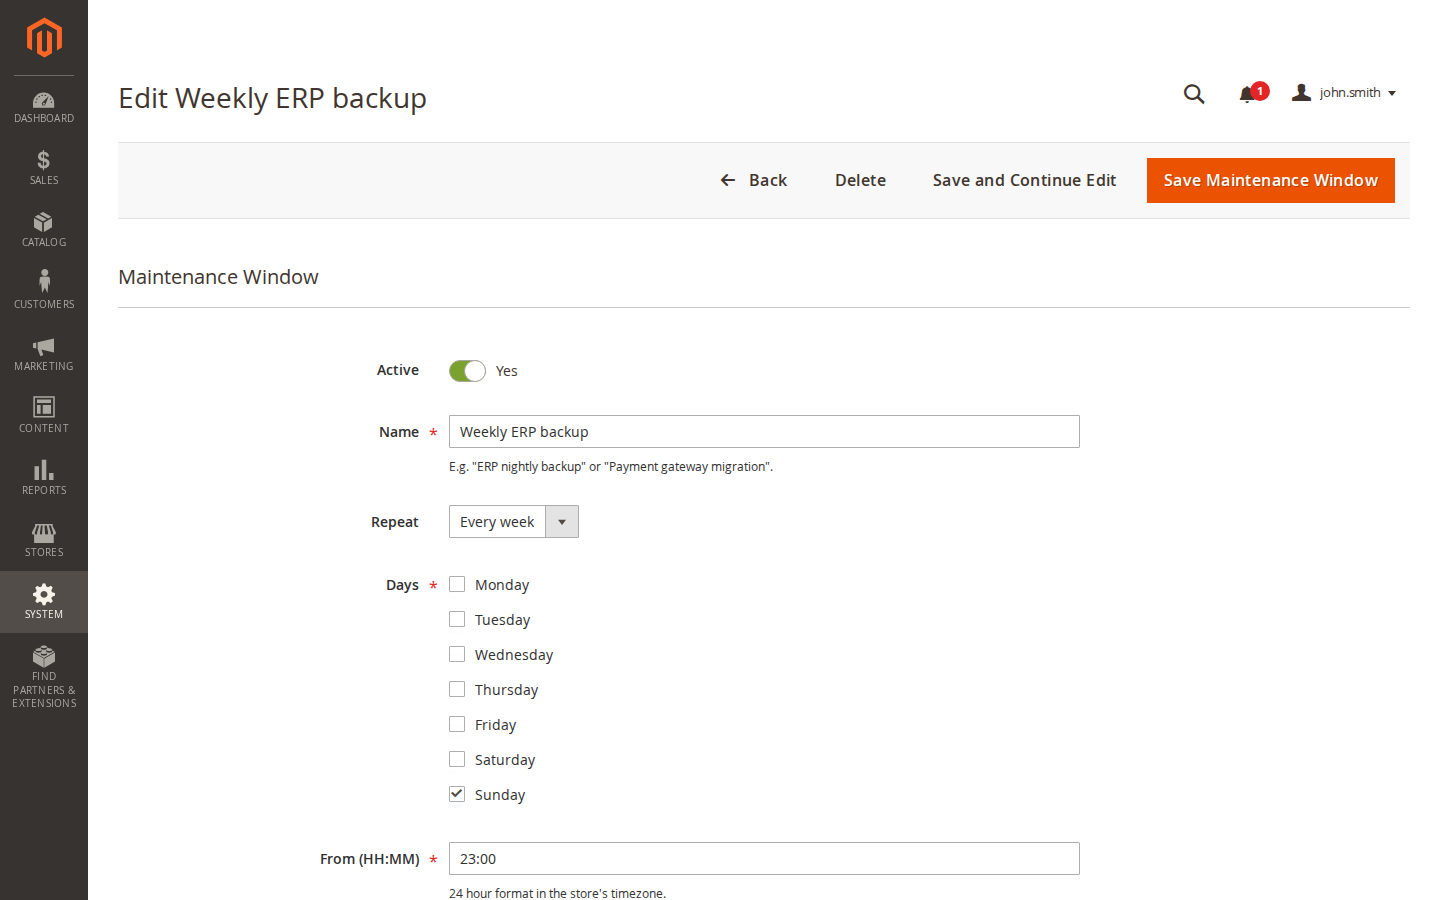 Edit Weekly ERP backup
1
john.smith
Back
Delete
Save and Continue Edit
Save Maintenance Window
DASHBOARD
SALES
CATALOG
CUSTOMERS
MARKETING
CONTENT
REPORTS
STORES
SYSTEM
FIND
PARTNERS &
EXTENSIONS
Maintenance Window
Active
Yes
Name *
Weekly ERP backup
E.g. "ERP nightly backup" or "Payment gateway migration".
Repeat
Every week
Days *
Monday
Tuesday
Wednesday
Thursday
Friday
Saturday
Sunday
From (HH:MM) *
23:00
24 hour format in the store's timezone.